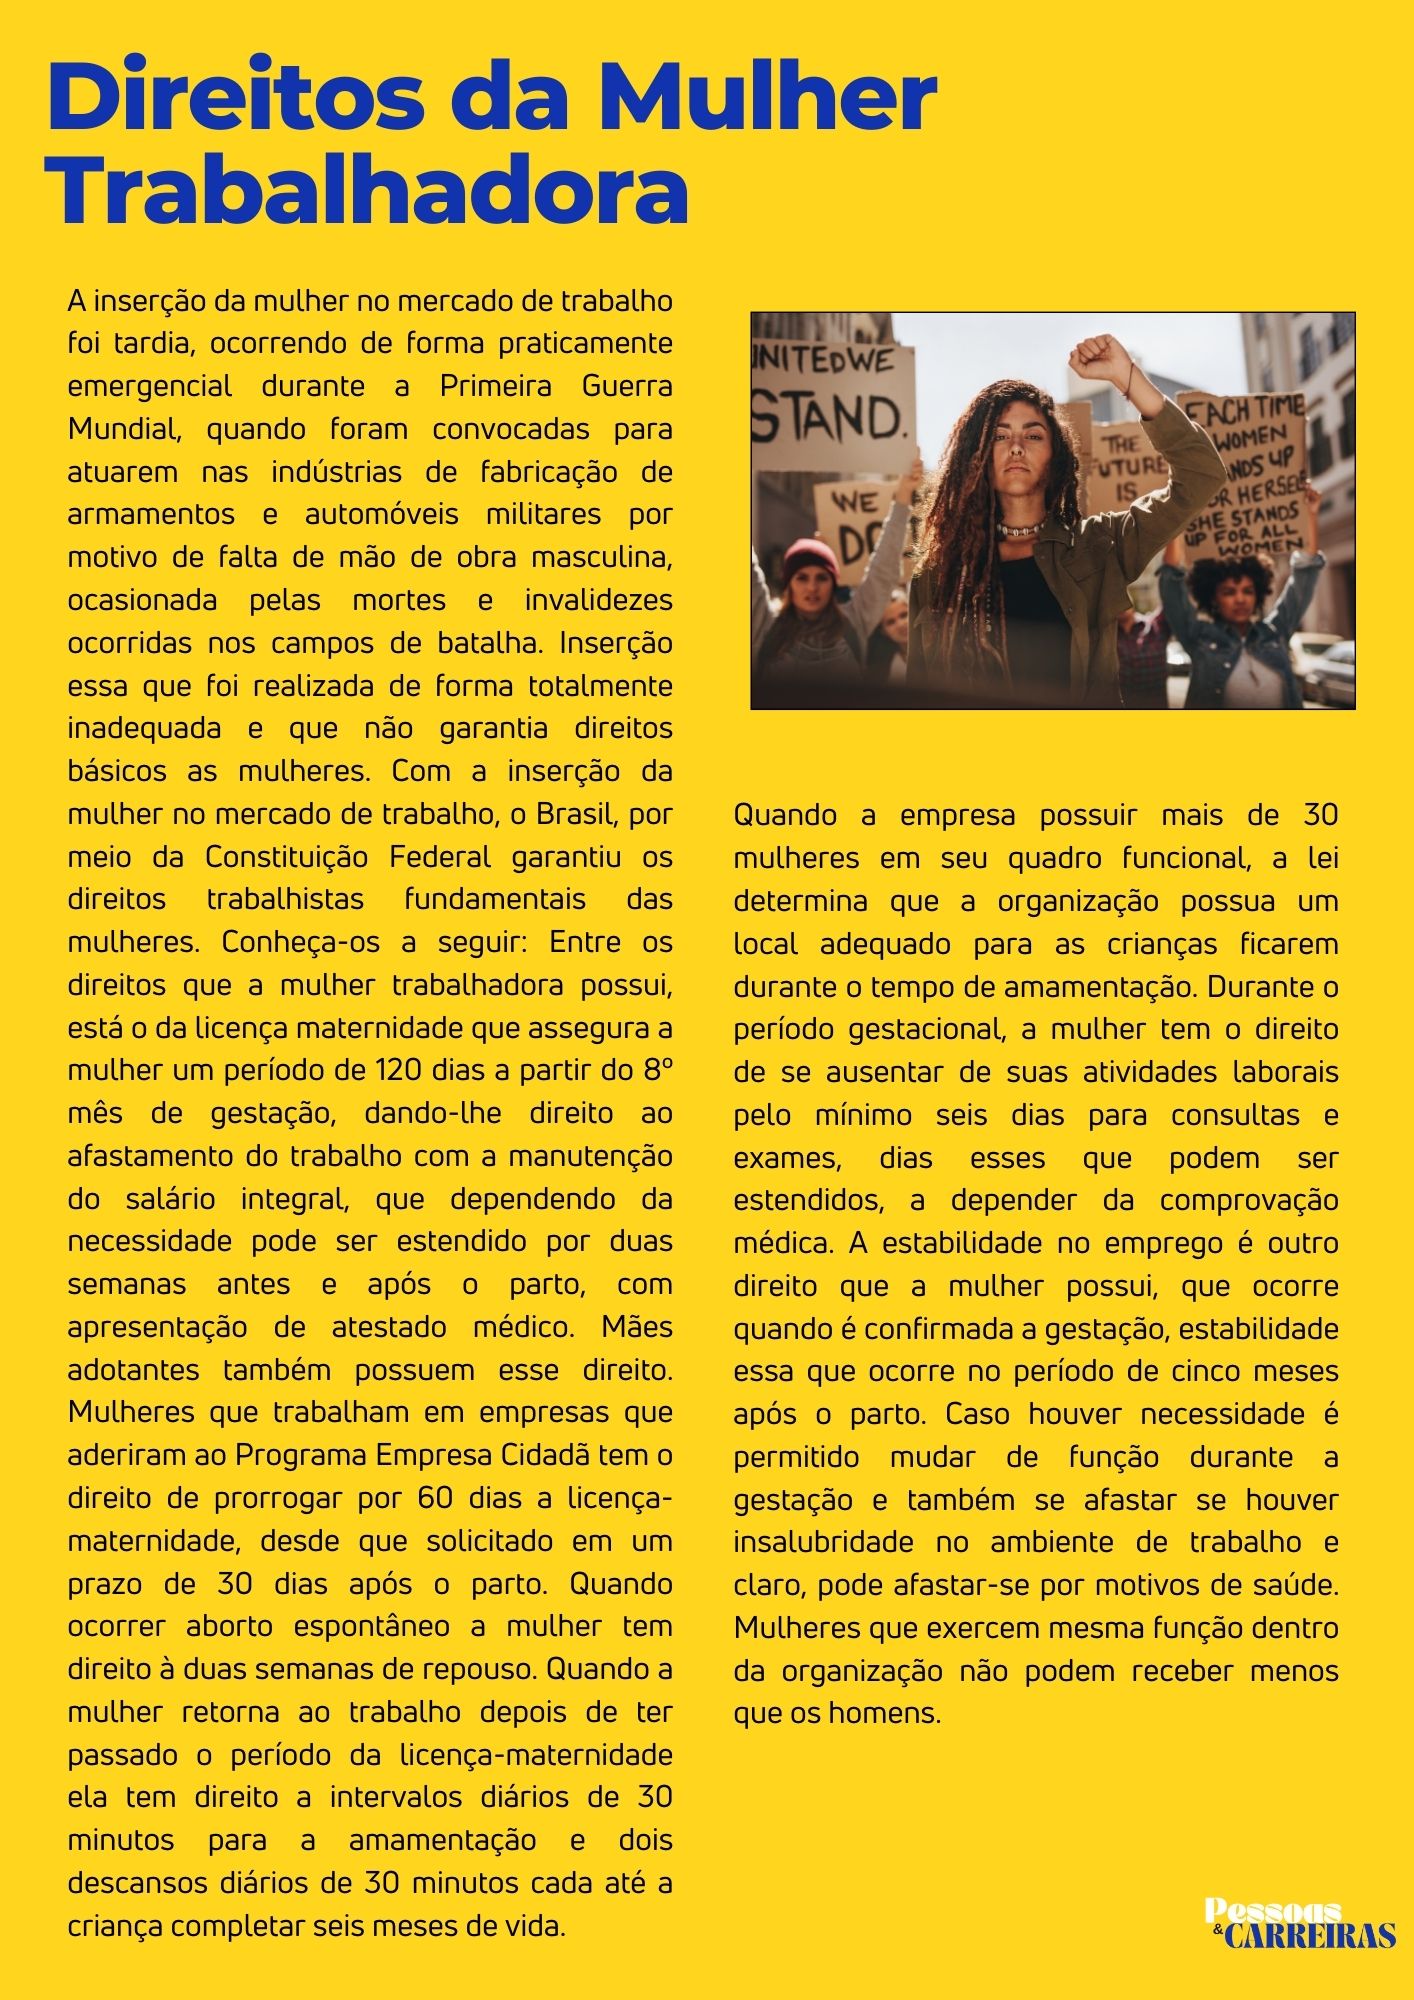 Direitos da Mulher
Trabalhadora
A inserção da mulher no mercado de trabalho
foi tardia, ocorrendo de forma praticamente
emergencial durante a Primeira Guerra
Mundial, quando foram convocadas para
atuarem nas indústrias de fabricação de
armamentos e automóveis militares por
motivo de falta de mão de obra masculina,
ocasionada pelas mortes e invalidezes
ocorridas nos campos de batalha. Inserção
essa que foi realizada de forma totalmente
inadequada e que não garantia direitos
básicos as mulheres. Com a inserção da
mulher no mercado de trabalho, o Brasil, por
meio da Constituição Federal garantiu os
direitos trabalhistas fundamentais das
mulheres. Conheça-os a seguir: Entre os
direitos que a mulher trabalhadora possui,
está o da licença maternidade que assegura a
mulher um período de 120 dias a partir do 8º
mês de gestação, dando-lhe direito ao
afastamento do trabalho com a manutenção
do salário integral, que dependendo da
necessidade pode ser estendido por duas
semanas antes e após o parto, com
apresentação de atestado médico. Mães
adotantes também possuem esse direito.
Mulheres que trabalham em empresas que
aderiram ao Programa Empresa Cidadã tem o
direito de prorrogar por 60 dias a licença-
maternidade, desde que solicitado em um
prazo de 30 dias após o parto. Quando
ocorrer aborto espontâneo a mulher tem
direito à duas semanas de repouso. Quando a
mulher retorna ao trabalho depois de ter
passado o período da licença-maternidade
ela tem direito a intervalos diários de 30
minutos para a amamentação e dois
descansos diários de 30 minutos cada até a
criança completar seis meses de vida.
UNITED WE
STAND.
WE
DO
THE
FUTURE
IS
EACH TIME
WOMEN
ANDS UP
OR HERSELF
SHE STANDS
UP FOR ALL
WOMEN
Quando a empresa possuir mais de 30
mulheres em seu quadro funcional, a lei
determina que a organização possua um
local adequado para as crianças ficarem
durante o tempo de amamentação. Durante o
período gestacional, a mulher tem o direito
de se ausentar de suas atividades laborais
pelo mínimo seis dias para consultas e
exames, dias esses que podem ser
estendidos, a depender da comprovação
médica. A estabilidade no emprego é outro
direito que a mulher possui, que ocorre
quando é confirmada a gestação, estabilidade
essa que ocorre no período de cinco meses
após o parto. Caso houver necessidade é
permitido mudar de função durante a
gestação e também se afastar se houver
insalubridade no ambiente de trabalho e
claro, pode afastar-se por motivos de saúde.
Mulheres que exercem mesma função dentro
da organização não podem receber menos
que os homens.
Pessoas
&CARREIRAS